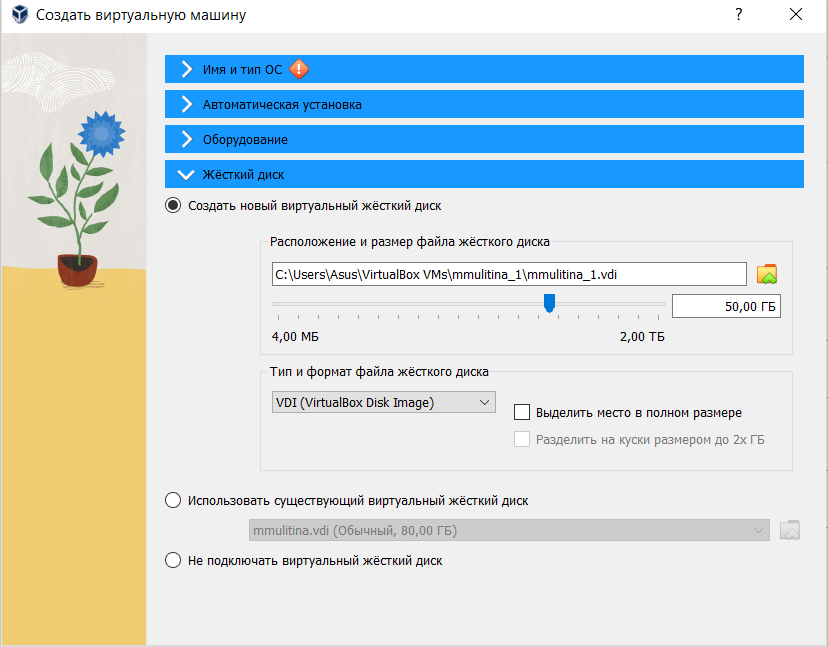 Создать виртуальную машину ?
Имя и тип ОС !
Автоматическая установка
Оборудование
Жёсткий диск
Создать новый виртуальный жёсткий диск
Расположение и размер файла жёсткого диска
C:\Users\Asus\VirtualBox VMs\mmulitina_1\mmulitina_1.vdi
50,00 ГБ
4,00 МБ 2,00 ТБ
Тип и формат файла жёсткого диска
VDI (VirtualBox Disk Image)
Выделить место в полном размере
Разделить на куски размером до 2х ГБ
Использовать существующий виртуальный жёсткий диск
mmulitina.vdi (Обычный, 80,00 ГБ)
Не подключать виртуальный жёсткий диск